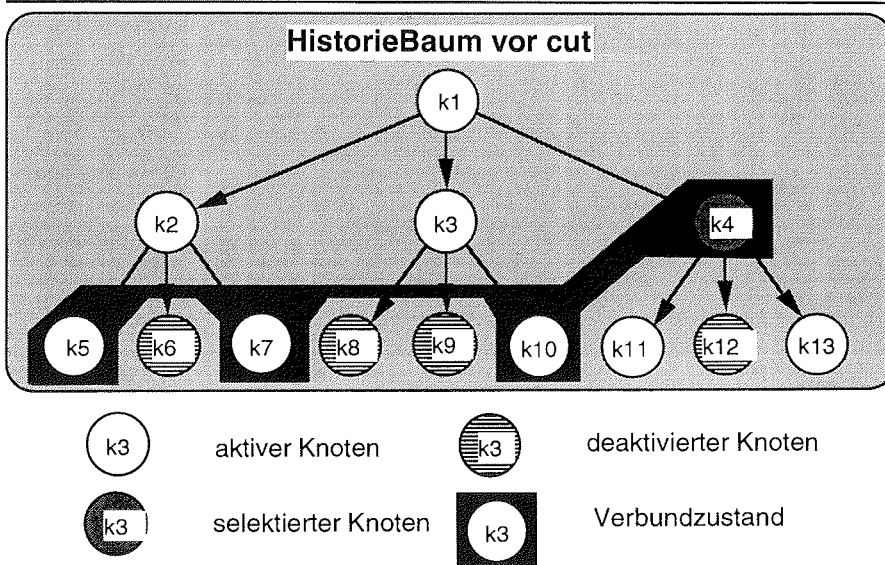 HistorieBaum vor cut
k1
k2 k3 k4
k5 k6 k7 k8 k9 k10 k11 k12 k13
k3 aktiver Knoten k3 deaktivierter Knoten
k3 selektierter Knoten k3 Verbundzustand